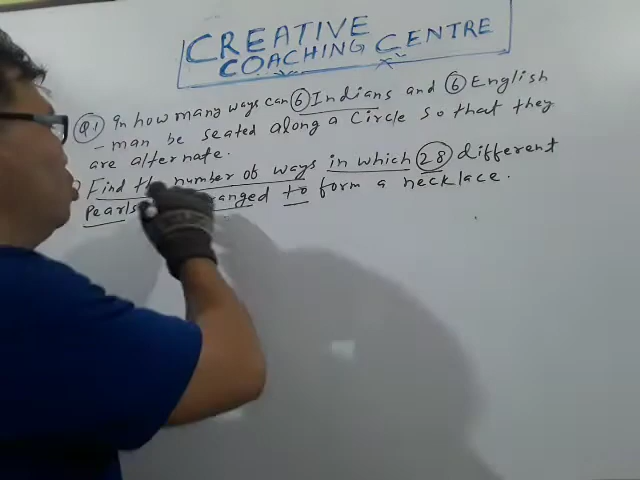 CREATIVE
COACHING CENTRE
Q.1 In how many ways can 6 Indians and 6 English
- man be seated along a Circle so that they
are alternate.
Find the number of ways in which 28 different
Pearls anged to form a necklace.